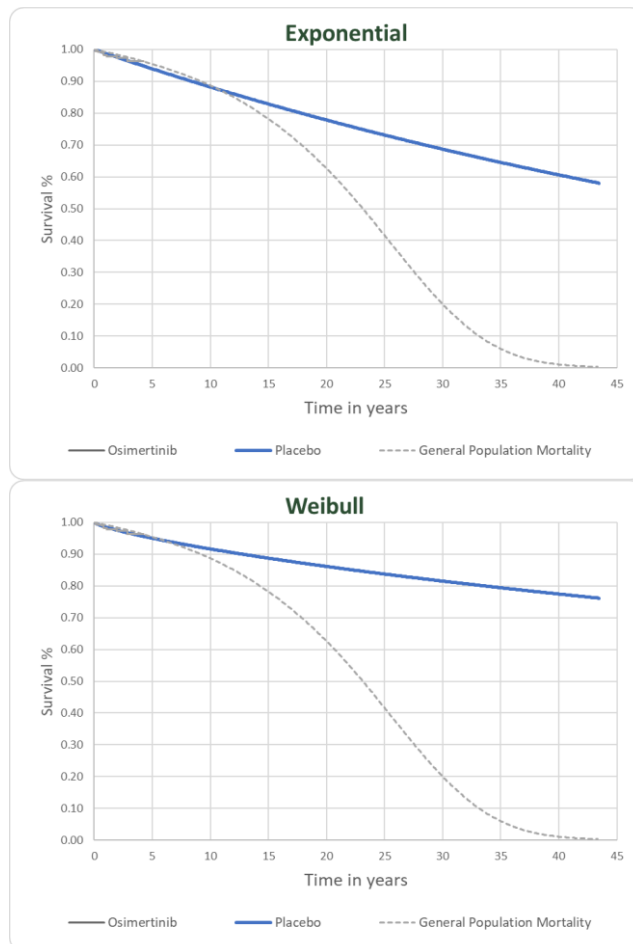 Exponential
1.00
0.90
0.80
0.70
0.60
0.50
0.40
0.30
0.20
0.10
0.00
Survival %
0 5 10 15 20 25 30 35 40 45
Time in years
Osimertinib Placebo General Population Mortality
Weibull
1.00
0.90
0.80
0.70
0.60
0.50
0.40
0.30
0.20
0.10
0.00
Survival %
0 5 10 15 20 25 30 35 40 45
Time in years
Osimertinib Placebo General Population Mortality